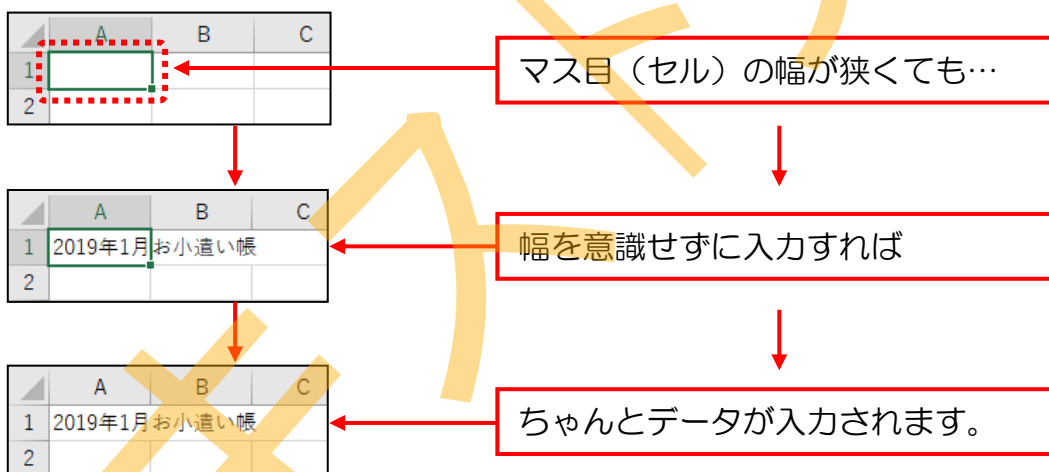 A B C
1
2
マス目（セル）の幅が狭くても…
A B C
1 2019年1月お小遣い帳
2
幅を意識せずに入力すれば
A B C
1 2019年1月お小遣い帳
2
ちゃんとデータが入力されます。